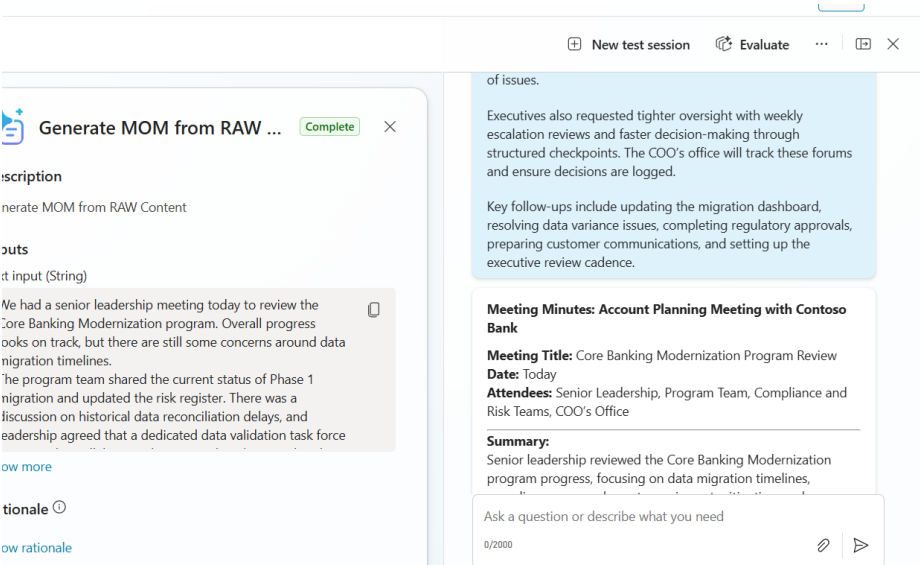 New test session
Evaluate
Generate MOM from RAW ...
Complete
escription
nerate MOM from RAW Content
puts
xt input (String)
We had a senior leadership meeting today to review the
Core Banking Modernization program. Overall progress
ooks on track, but there are still some concerns around data
migration timelines.
The program team shared the current status of Phase 1
migration and updated the risk register. There was a
discussion on historical data reconciliation delays, and
eadership agreed that a dedicated data validation task force
ow more
tionale
ow rationale
of issues.
Executives also requested tighter oversight with weekly
escalation reviews and faster decision-making through
structured checkpoints. The COO's office will track these forums
and ensure decisions are logged.
Key follow-ups include updating the migration dashboard,
resolving data variance issues, completing regulatory approvals,
preparing customer communications, and setting up the
executive review cadence.
Meeting Minutes: Account Planning Meeting with Contoso
Bank
Meeting Title: Core Banking Modernization Program Review
Date: Today
Attendees: Senior Leadership, Program Team, Compliance and
Risk Teams, COO's Office
Summary:
Senior leadership reviewed the Core Banking Modernization
program progress, focusing on data migration timelines,
Ask a question or describe what you need
0/2000